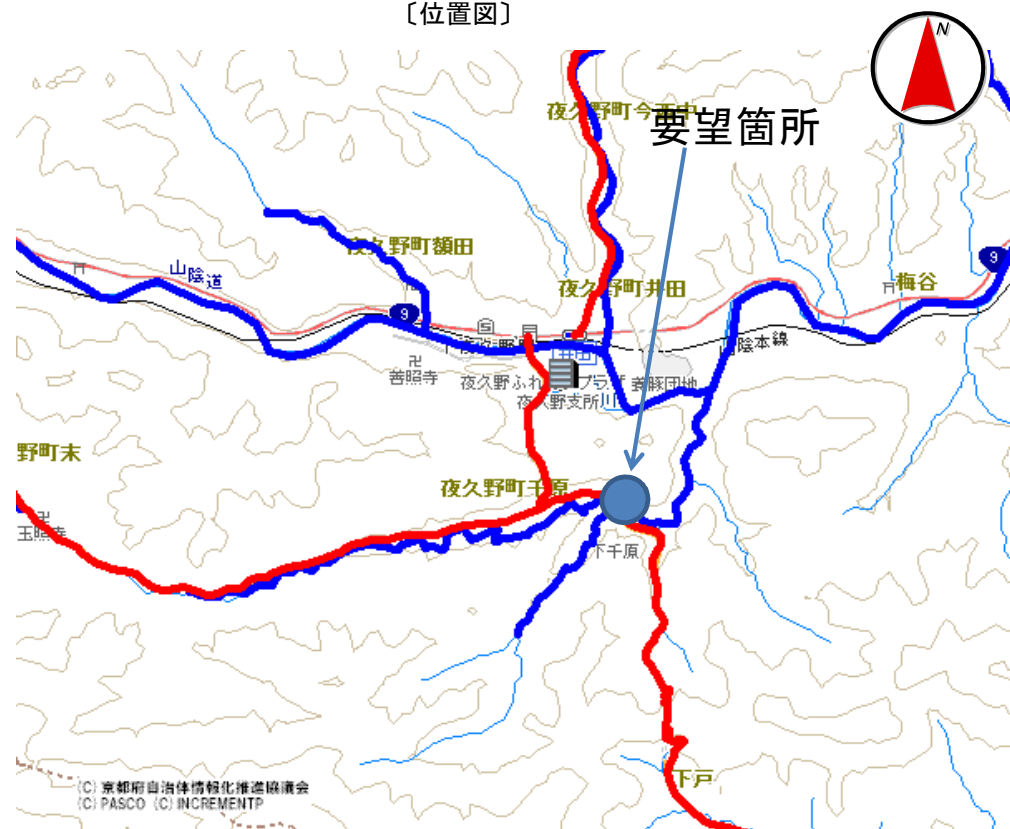 〔位置図〕
N
夜久野町今西中
要望箇所
夜久野町額田
山陰道
9
夜久野町井田
梅谷
9
山陰本線
善照寺
養豚団地
夜久野支所
野町末
夜久野町千原
玉照寺
下千原
下戸
(C) 京都府自治体情報化推進協議会
(C) PASCO (C) INCREMENTP